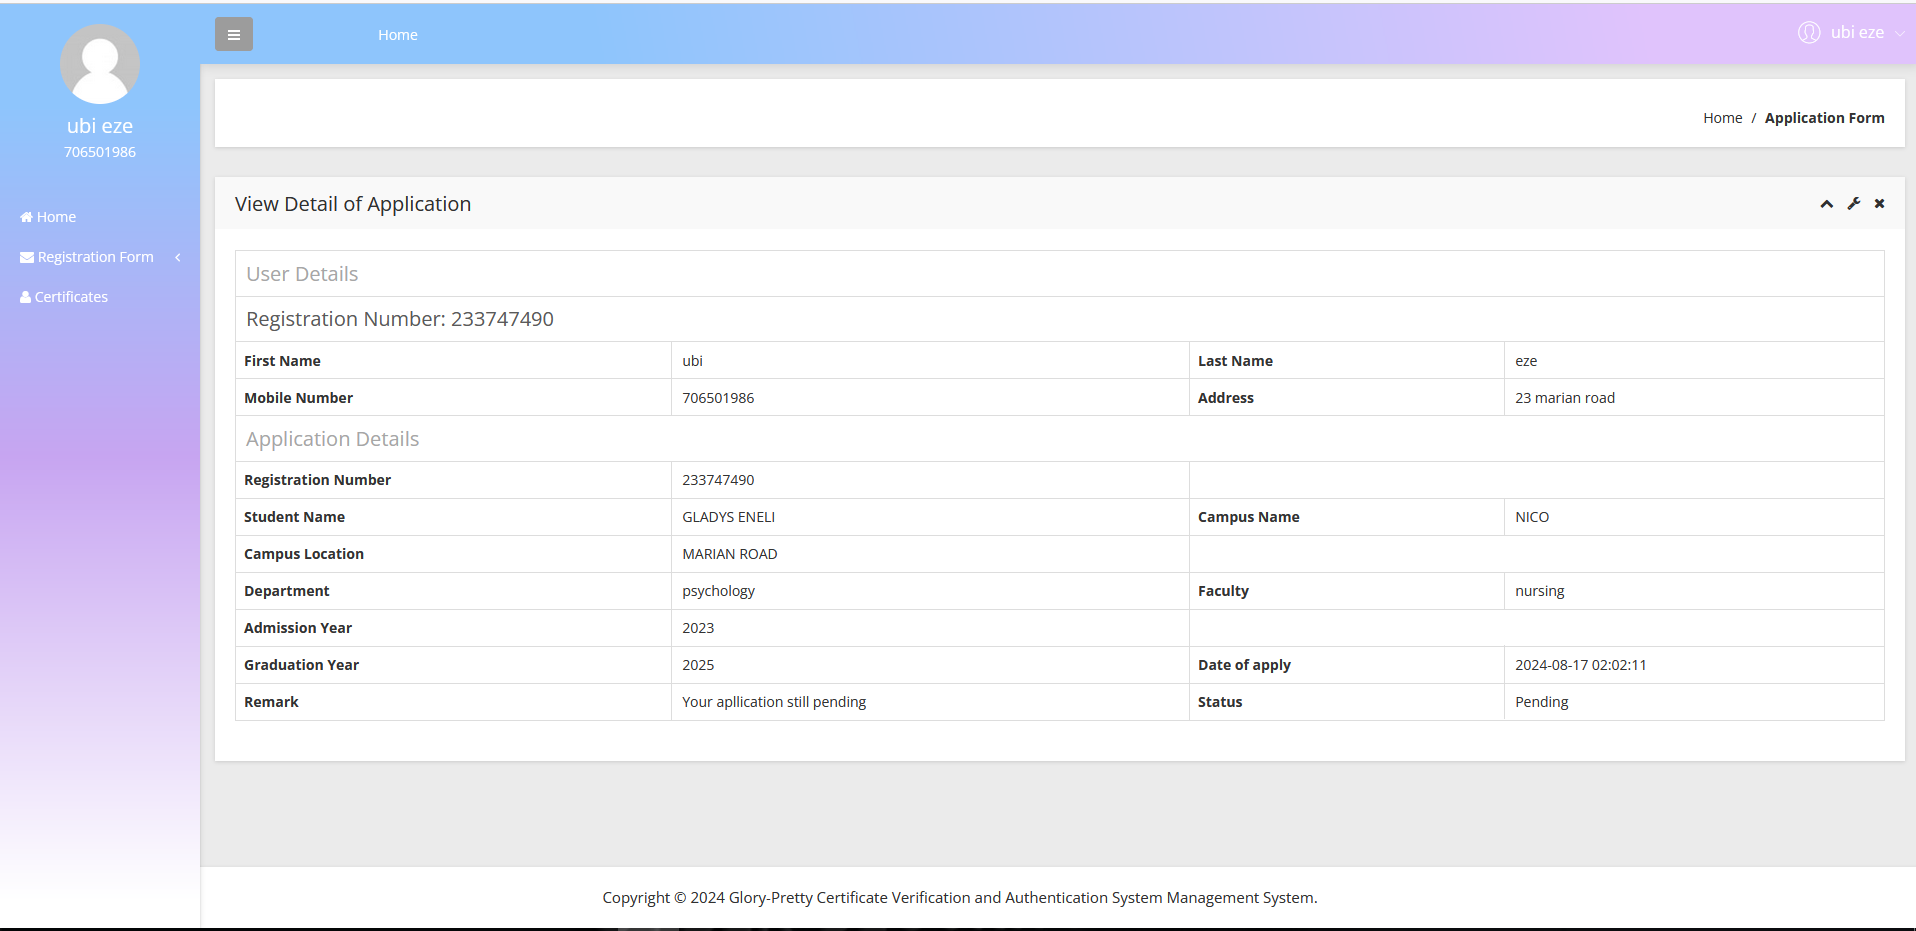 Home
ubi eze
ubi eze
706501986
Home
Registration Form
Certificates
Home / Application Form
View Detail of Application
User Details
Registration Number: 233747490
First Name ubi Last Name eze
Mobile Number 706501986 Address 23 marian road
Application Details
Registration Number 233747490
Student Name GLADYS ENELI Campus Name NICO
Campus Location MARIAN ROAD
Department psychology Faculty nursing
Admission Year 2023
Graduation Year 2025 Date of apply 2024-08-17 02:02:11
Remark Your apllication still pending Status Pending
Copyright © 2024 Glory-Pretty Certificate Verification and Authentication System Management System.